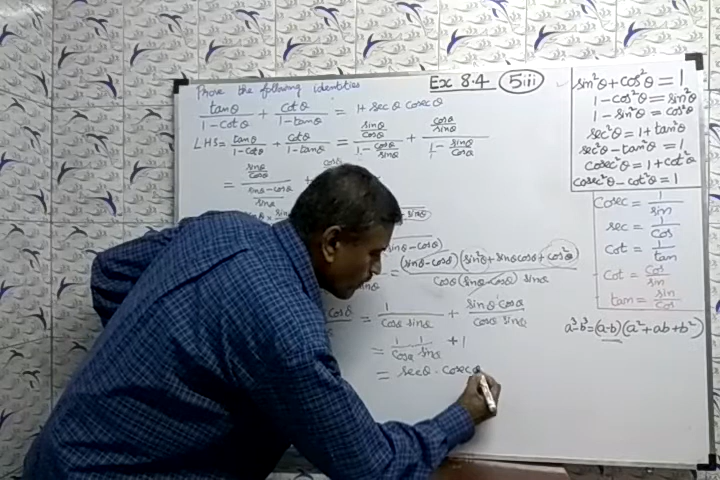 Prove the following identities
Ex 8.4 5iii
tanθ/1-cotθ + cotθ/1-tanθ = 1+ secθ cosecθ
LHS= tanθ/1-cotθ + cotθ/1-tanθ = sinθ/cosθ/1-cosθ/sinθ + cosθ/sinθ/1-sinθ/cosθ
= sinθ/cosθ/sinθ-cosθ/sinθ +
= (sinθ-cosθ)(sin²θ+sinθcosθ+cos²θ)/cosθ(sinθ-cosθ) sinθ
= 1/cosθ sinθ + sinθ cosθ/cosθ sinθ
= 1/cosθ 1/sinθ + 1
= secθ · cosecθ
sin²θ+cos²θ = 1
1-cos²θ = sin²θ
1-sin²θ = cos²θ
sec²θ = 1+tan²θ
sec²θ-tan²θ = 1
cosec²θ = 1+cot²θ
cosec²θ-cot²θ = 1
Cosec = 1/sin
sec = 1/cos
cot = 1/tan
cot = cos/sin
tan = sin/cos
a³-b³=(a-b)(a²+ab+b²)